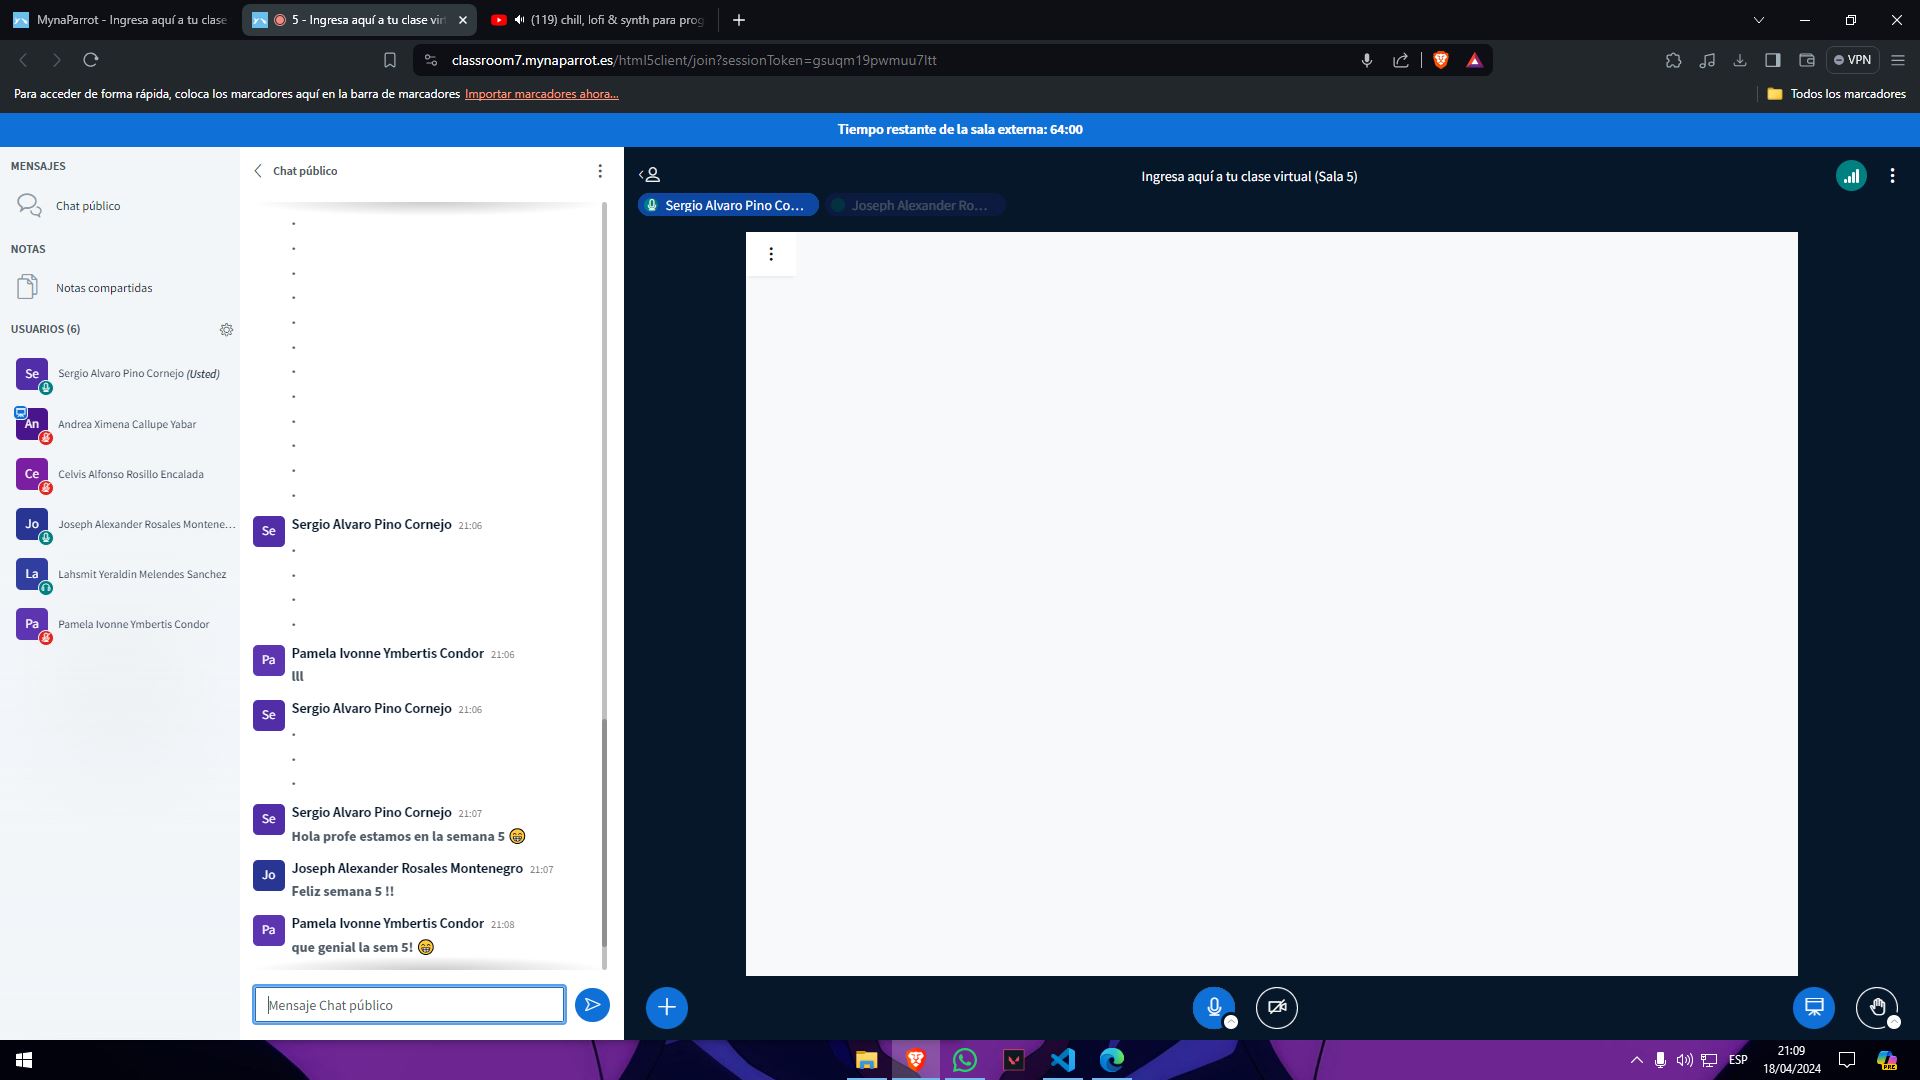 MynaParrot - Ingresa aquí a tu clase
5 - Ingresa aquí a tu clase virt
(119) chill, lofi & synth para prog
classroom7.mynaparrot.es/html5client/join?sessionToken=gsuqm19pwmuu7ltt
VPN
Para acceder de forma rápida, coloca los marcadores aquí en la barra de marcadores Importar marcadores ahora...
Todos los marcadores
Tiempo restante de la sala externa: 64:00
MENSAJES
Chat público
NOTAS
Notas compartidas
USUARIOS (6)
Se
Sergio Alvaro Pino Cornejo (Usted)
An
Andrea Ximena Callupe Yabar
Ce
Celvis Alfonso Rosillo Encalada
Jo
Joseph Alexander Rosales Montene...
La
Lahsmit Yeraldin Melendes Sanchez
Pa
Pamela Ivonne Ymbertis Condor
Chat público
.
.
.
.
.
.
.
.
.
.
.
.
Se
Sergio Alvaro Pino Cornejo 21:06
.
.
.
.
Pa
Pamela Ivonne Ymbertis Condor 21:06
lll
Se
Sergio Alvaro Pino Cornejo 21:06
.
.
.
Se
Sergio Alvaro Pino Cornejo 21:07
Hola profe estamos en la semana 5 😁
Jo
Joseph Alexander Rosales Montenegro 21:07
Feliz semana 5 !!
Pa
Pamela Ivonne Ymbertis Condor 21:08
que genial la sem 5! 😁
Mensaje Chat público
Ingresa aquí a tu clase virtual (Sala 5)
Sergio Alvaro Pino Co...
Joseph Alexander Ro...
ESP
21:09
18/04/2024